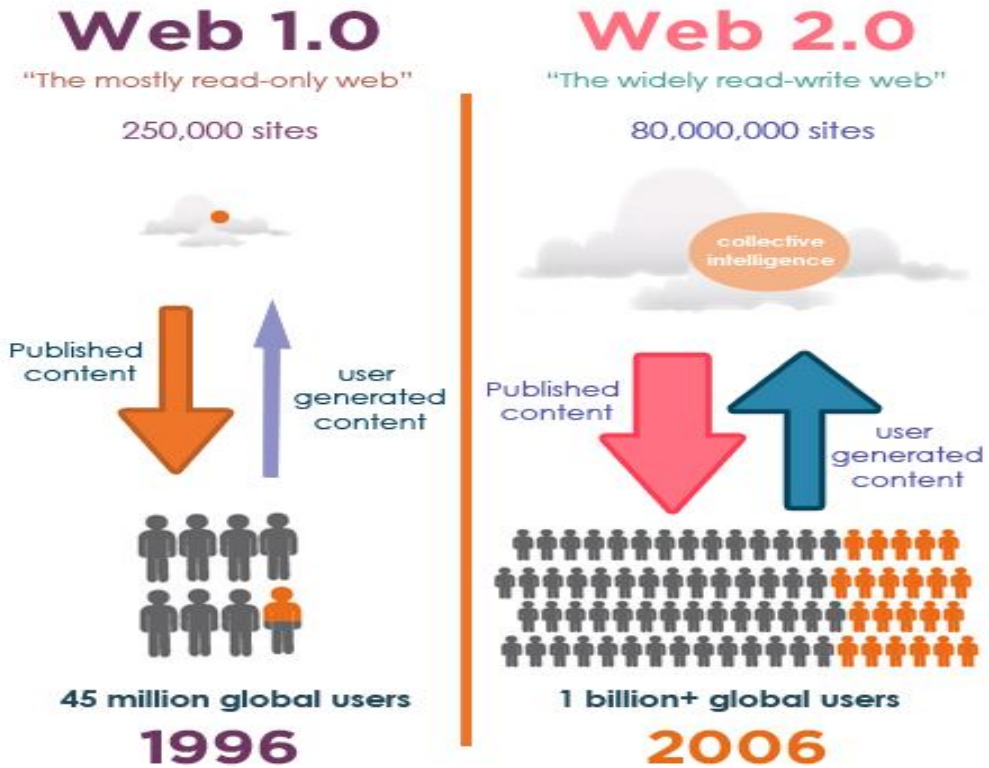 Web 1.0
“The mostly read-only web”
250,000 sites
Published
content
user
generated
content
45 million global users
1996
Web 2.0
“The widely read-write web”
80,000,000 sites
collective
intelligence
Published
content
user
generated
content
1 billion+ global users
2006